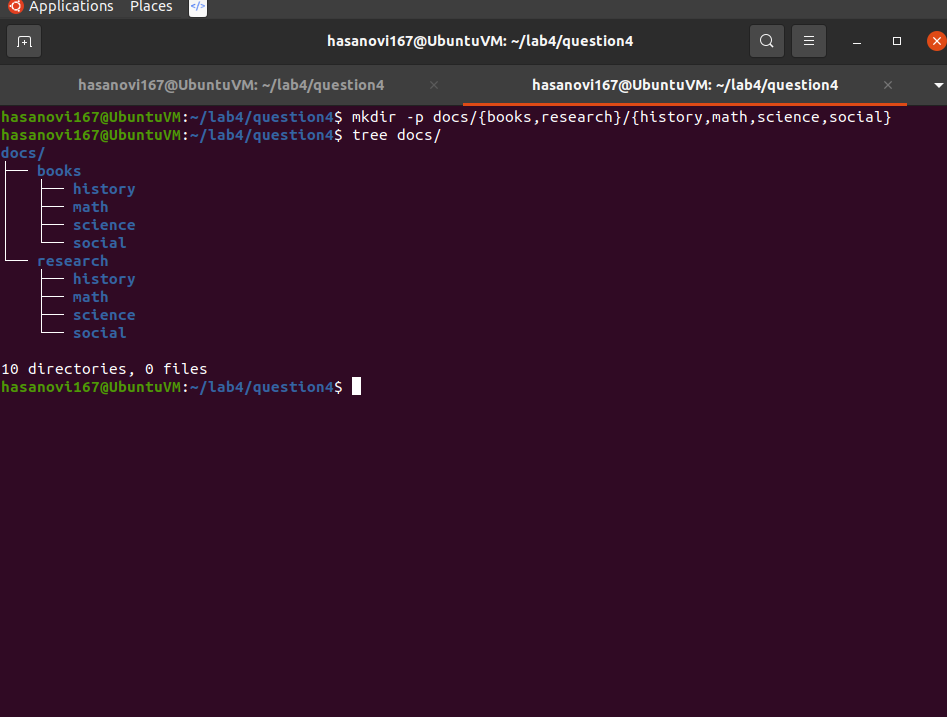 Applications Places </>
hasanovi167@UbuntuVM: ~/lab4/question4
hasanovi167@UbuntuVM: ~/lab4/question4 × hasanovi167@UbuntuVM: ~/lab4/question4 ×
hasanovi167@UbuntuVM:~/lab4/question4$ mkdir -p docs/{books,research}/{history,math,science,social}
hasanovi167@UbuntuVM:~/lab4/question4$ tree docs/
docs/
├── books
│   ├── history
│   ├── math
│   ├── science
│   └── social
└── research
    ├── history
    ├── math
    ├── science
    └── social

10 directories, 0 files
hasanovi167@UbuntuVM:~/lab4/question4$